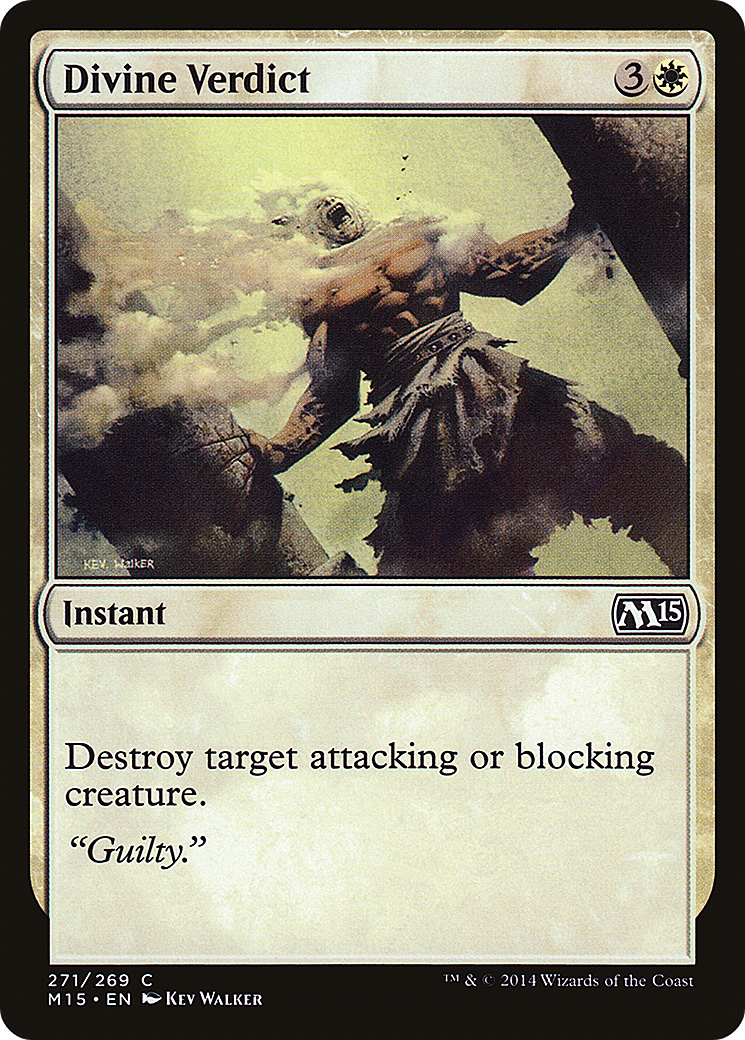 Divine Verdict 3
KEV WALKER
Instant M15
Destroy target attacking or blocking
creature.
“Guilty.”
271/269 C ™ & © 2014 Wizards of the Coast
M15 • EN Kev Walker